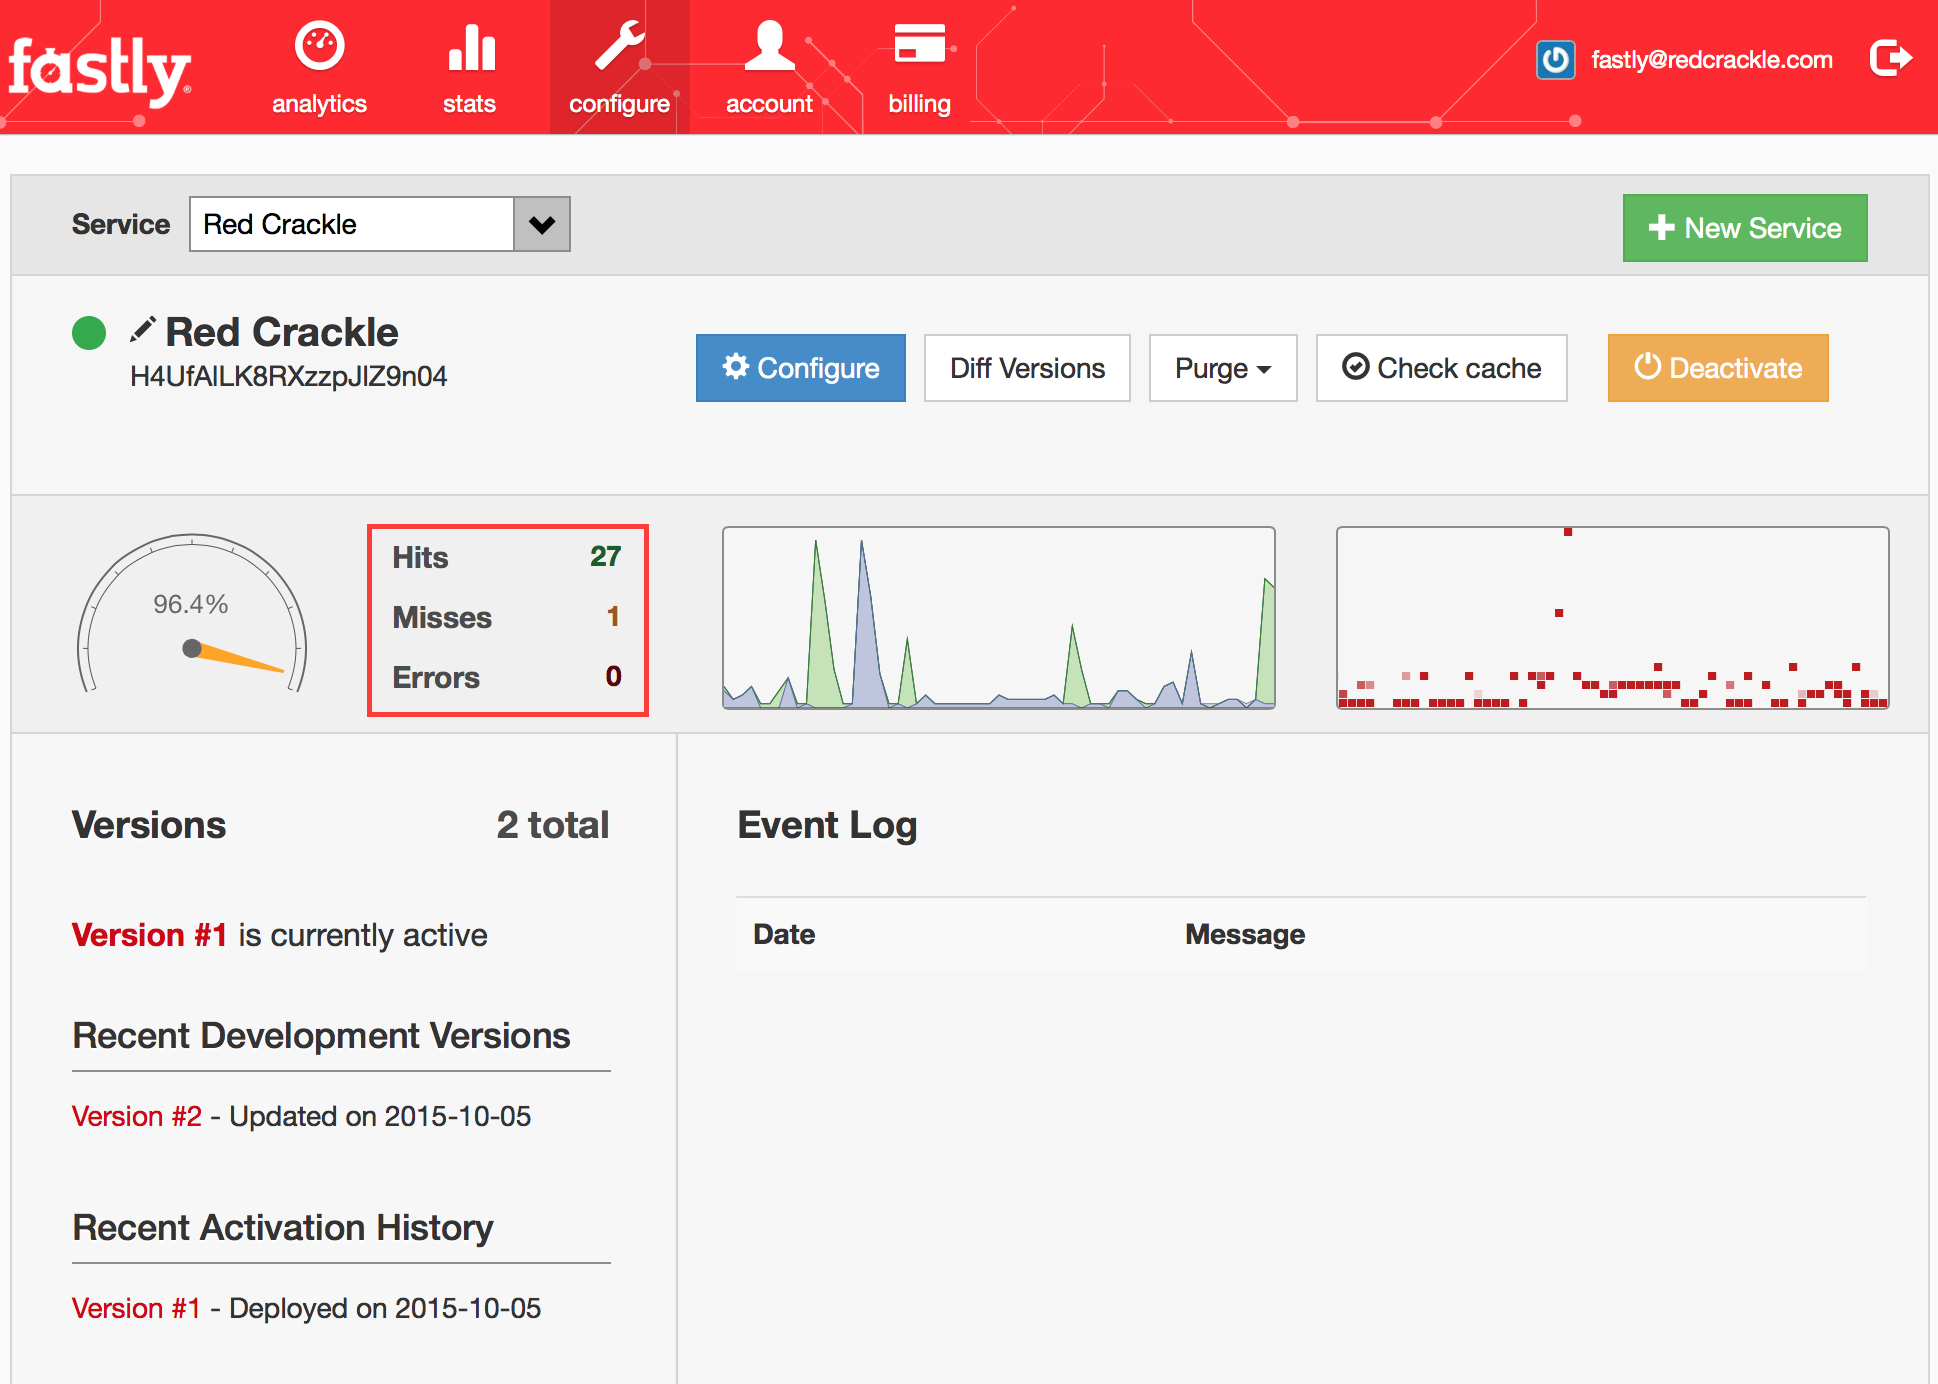 fastly®
analytics
stats
configure
account
billing
fastly@redcrackle.com
Service
Red Crackle
New Service
Red Crackle
H4UfAlLK8RXzzpJlZ9n04
Configure
Diff Versions
Purge
Check cache
Deactivate
96.4%
Hits 27
Misses 1
Errors 0
Versions 2 total
Version #1 is currently active
Recent Development Versions
Version #2 - Updated on 2015-10-05
Recent Activation History
Version #1 - Deployed on 2015-10-05
Event Log
Date Message